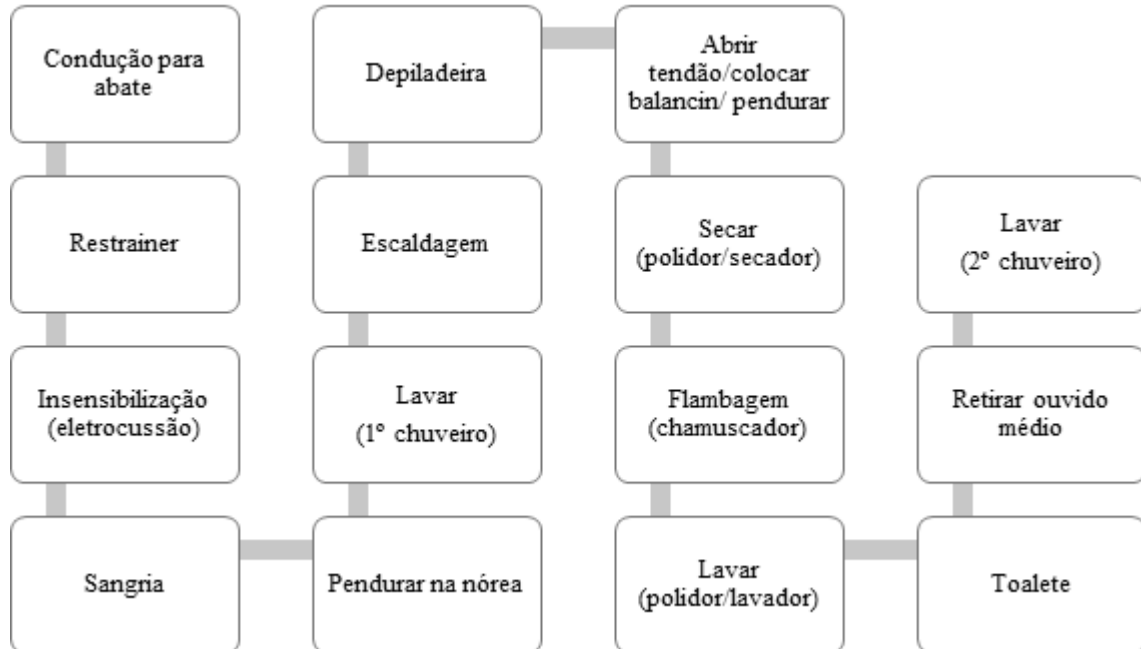 Condução para
abate
Restrainer
Insensibilização
(eletrocussão)
Sangria
Pendurar na nórea
Lavar
(1º chuveiro)
Escaldagem
Depiladeira
Abrir
tendão/colocar
balancin/ pendurar
Secar
(polidor/secador)
Flambagem
(chamuscador)
Lavar
(polidor/lavador)
Toalete
Retirar ouvido
médio
Lavar
(2º chuveiro)